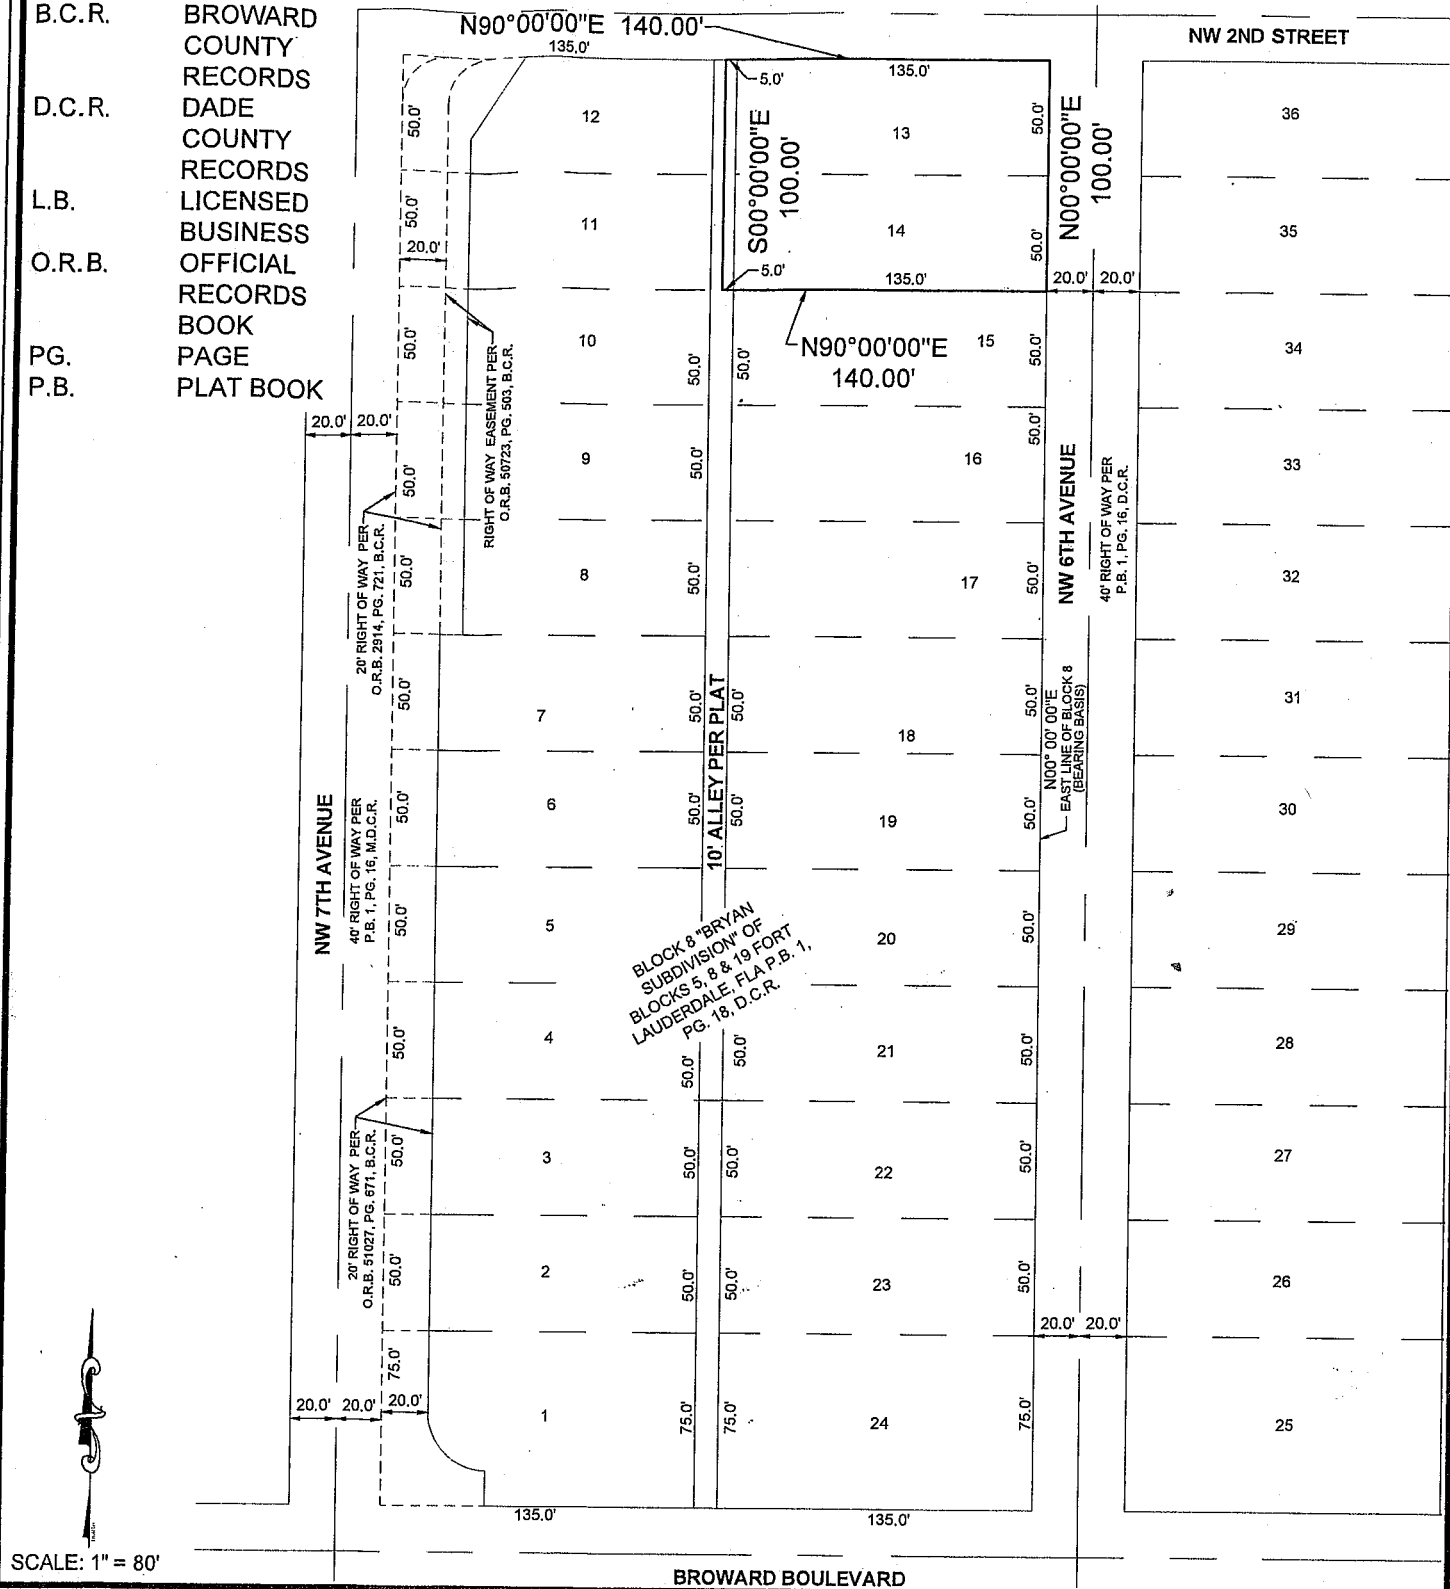 B.C.R. BROWARD
COUNTY
RECORDS
D.C.R. DADE
COUNTY
RECORDS
L.B. LICENSED
BUSINESS
O.R.B. OFFICIAL
RECORDS
BOOK
PG. PAGE
P.B. PLAT BOOK
N90°00'00"E 140.00'
135.0'
NW 2ND STREET
5.0'
135.0'
50.0'
12
S00°00'00"E
100.00'
13
50.0'
N00°00'00"E
100.00'
36
50.0'
11
14
50.0'
35
20.0'
5.0'
135.0'
20.0' 20.0'
50.0'
10
50.0'
50.0'
N90°00'00"E
140.00'
15
50.0'
34
RIGHT OF WAY EASEMENT PER
O.R.B. 50723, PG. 503, B.C.R.
20.0' 20.0'
50.0'
9
50.0'
16
50.0'
33
20' RIGHT OF WAY PER
O.R.B. 2914, PG. 721, B.C.R.
NW 6TH AVENUE
40' RIGHT OF WAY PER
P.B. 1, PG. 16, D.C.R.
50.0'
8
50.0'
17
50.0'
32
50.0'
7
50.0'
50.0'
18
50.0'
31
10' ALLEY PER PLAT
N00° 00' 00"E
EAST LINE OF BLOCK 8
(BEARING BASIS)
NW 7TH AVENUE
40' RIGHT OF WAY PER
P.B. 1, PG. 16, M.D.C.R.
50.0'
6
50.0'
50.0'
19
50.0'
30
50.0'
5
20
50.0'
29
BLOCK 8 "BRYAN
SUBDIVISION" OF
BLOCKS 5, 8 & 19 FORT
LAUDERDALE, FLA P.B. 1,
PG. 18, D.C.R.
50.0'
4
50.0'
50.0'
21
50.0'
28
20' RIGHT OF WAY PER
O.R.B. 51027, PG. 671, B.C.R.
50.0'
3
50.0'
50.0'
22
50.0'
27
50.0'
2
50.0'
50.0'
23
50.0'
26
20.0' 20.0'
75.0'
20.0' 20.0' 20.0'
1
75.0'
75.0'
24
75.0'
25
135.0'
135.0'
SCALE: 1" = 80'
BROWARD BOULEVARD